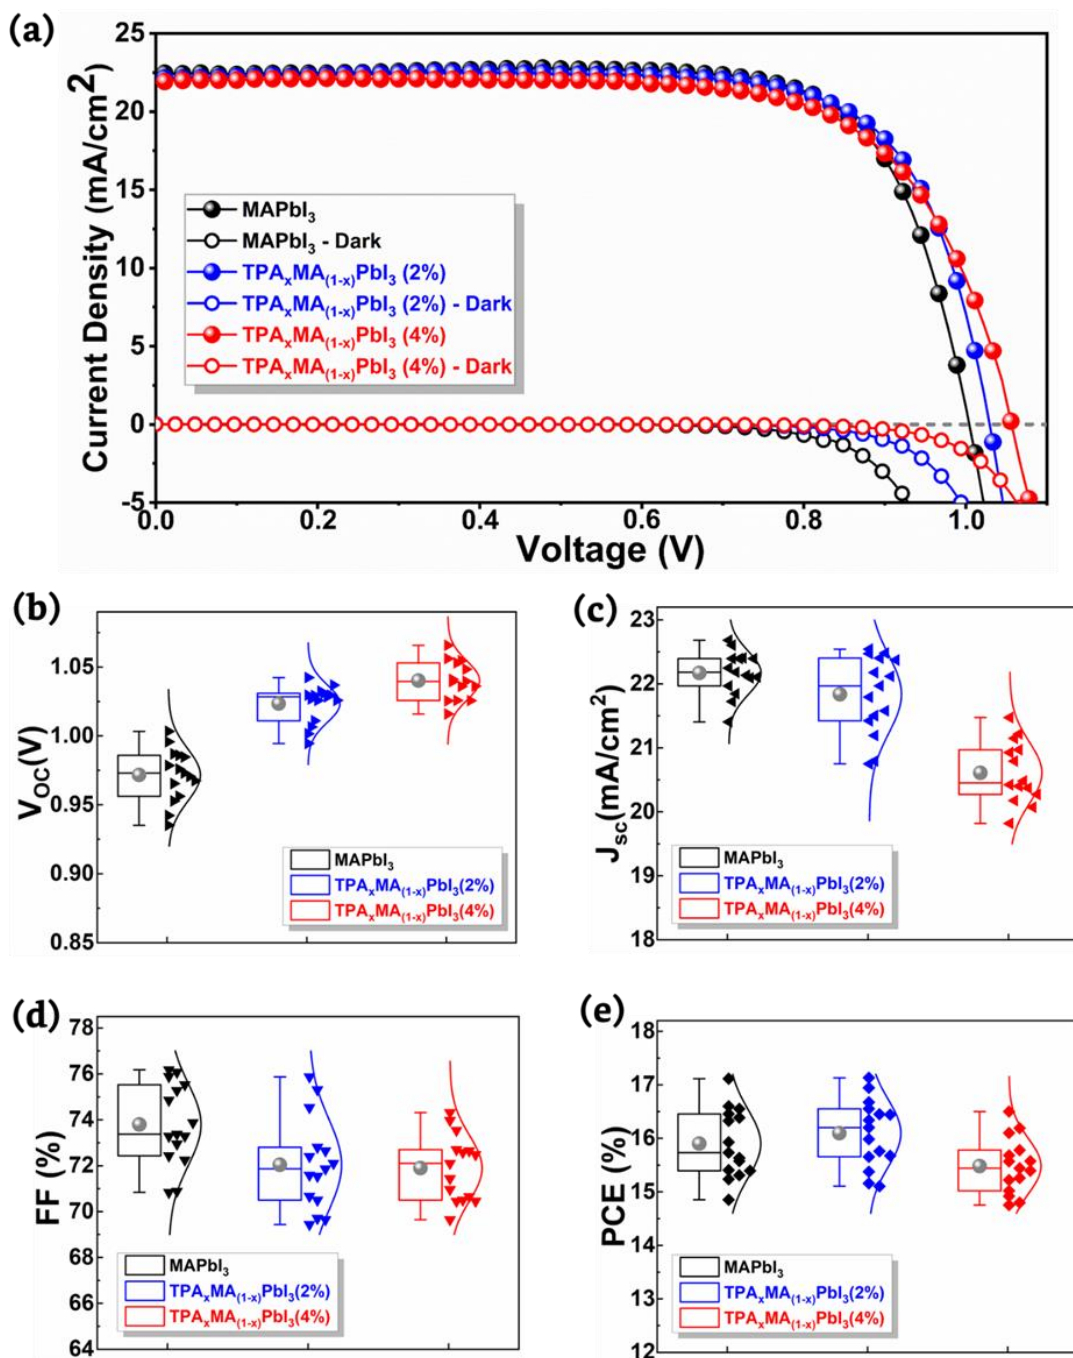 (a)
Current Density (mA/cm²)
25
20
15
10
5
0
-5
MAPbI₃
MAPbI₃ - Dark
TPAₓMA₍₁₋ₓ₎PbI₃ (2%)
TPAₓMA₍₁₋ₓ₎PbI₃ (2%) - Dark
TPAₓMA₍₁₋ₓ₎PbI₃ (4%)
TPAₓMA₍₁₋ₓ₎PbI₃ (4%) - Dark
0.0 0.2 0.4 0.6 0.8 1.0
Voltage (V)
(b)
V_OC(V)
1.05
1.00
0.95
0.90
0.85
MAPbI₃
TPAₓMA₍₁₋ₓ₎PbI₃(2%)
TPAₓMA₍₁₋ₓ₎PbI₃(4%)
(c)
J_sc(mA/cm²)
23
22
21
20
19
18
MAPbI₃
TPAₓMA₍₁₋ₓ₎PbI₃(2%)
TPAₓMA₍₁₋ₓ₎PbI₃(4%)
(d)
FF (%)
78
76
74
72
70
68
66
64
MAPbI₃
TPAₓMA₍₁₋ₓ₎PbI₃(2%)
TPAₓMA₍₁₋ₓ₎PbI₃(4%)
(e)
PCE (%)
18
17
16
15
14
13
12
MAPbI₃
TPAₓMA₍₁₋ₓ₎PbI₃(2%)
TPAₓMA₍₁₋ₓ₎PbI₃(4%)